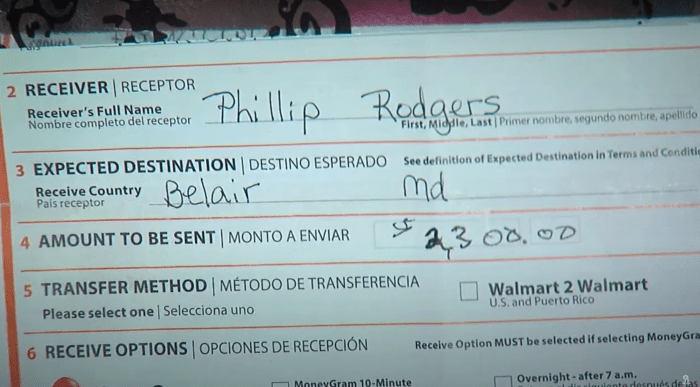 2 RECEIVER | RECEPTOR
Receiver's Full Name Phillip Rodgers
Nombre completo del receptor First, Middle, Last | Primer nombre, segundo nombre, apellido
3 EXPECTED DESTINATION | DESTINO ESPERADO See definition of Expected Destination in Terms and
Receive Country Belair md
País receptor
4 AMOUNT TO BE SENT | MONTO A ENVIAR $ 2,300.00
5 TRANSFER METHOD | MÉTODO DE TRANSFERENCIA
Walmart 2 Walmart
U.S. and Puerto Rico
Please select one | Selecciona uno
6 RECEIVE OPTIONS | OPCIONES DE RECEPCIÓN Receive Option MUST be selected if selecting MoneyGra
MoneyGram 10-Minute Overnight - after 7 a.m.